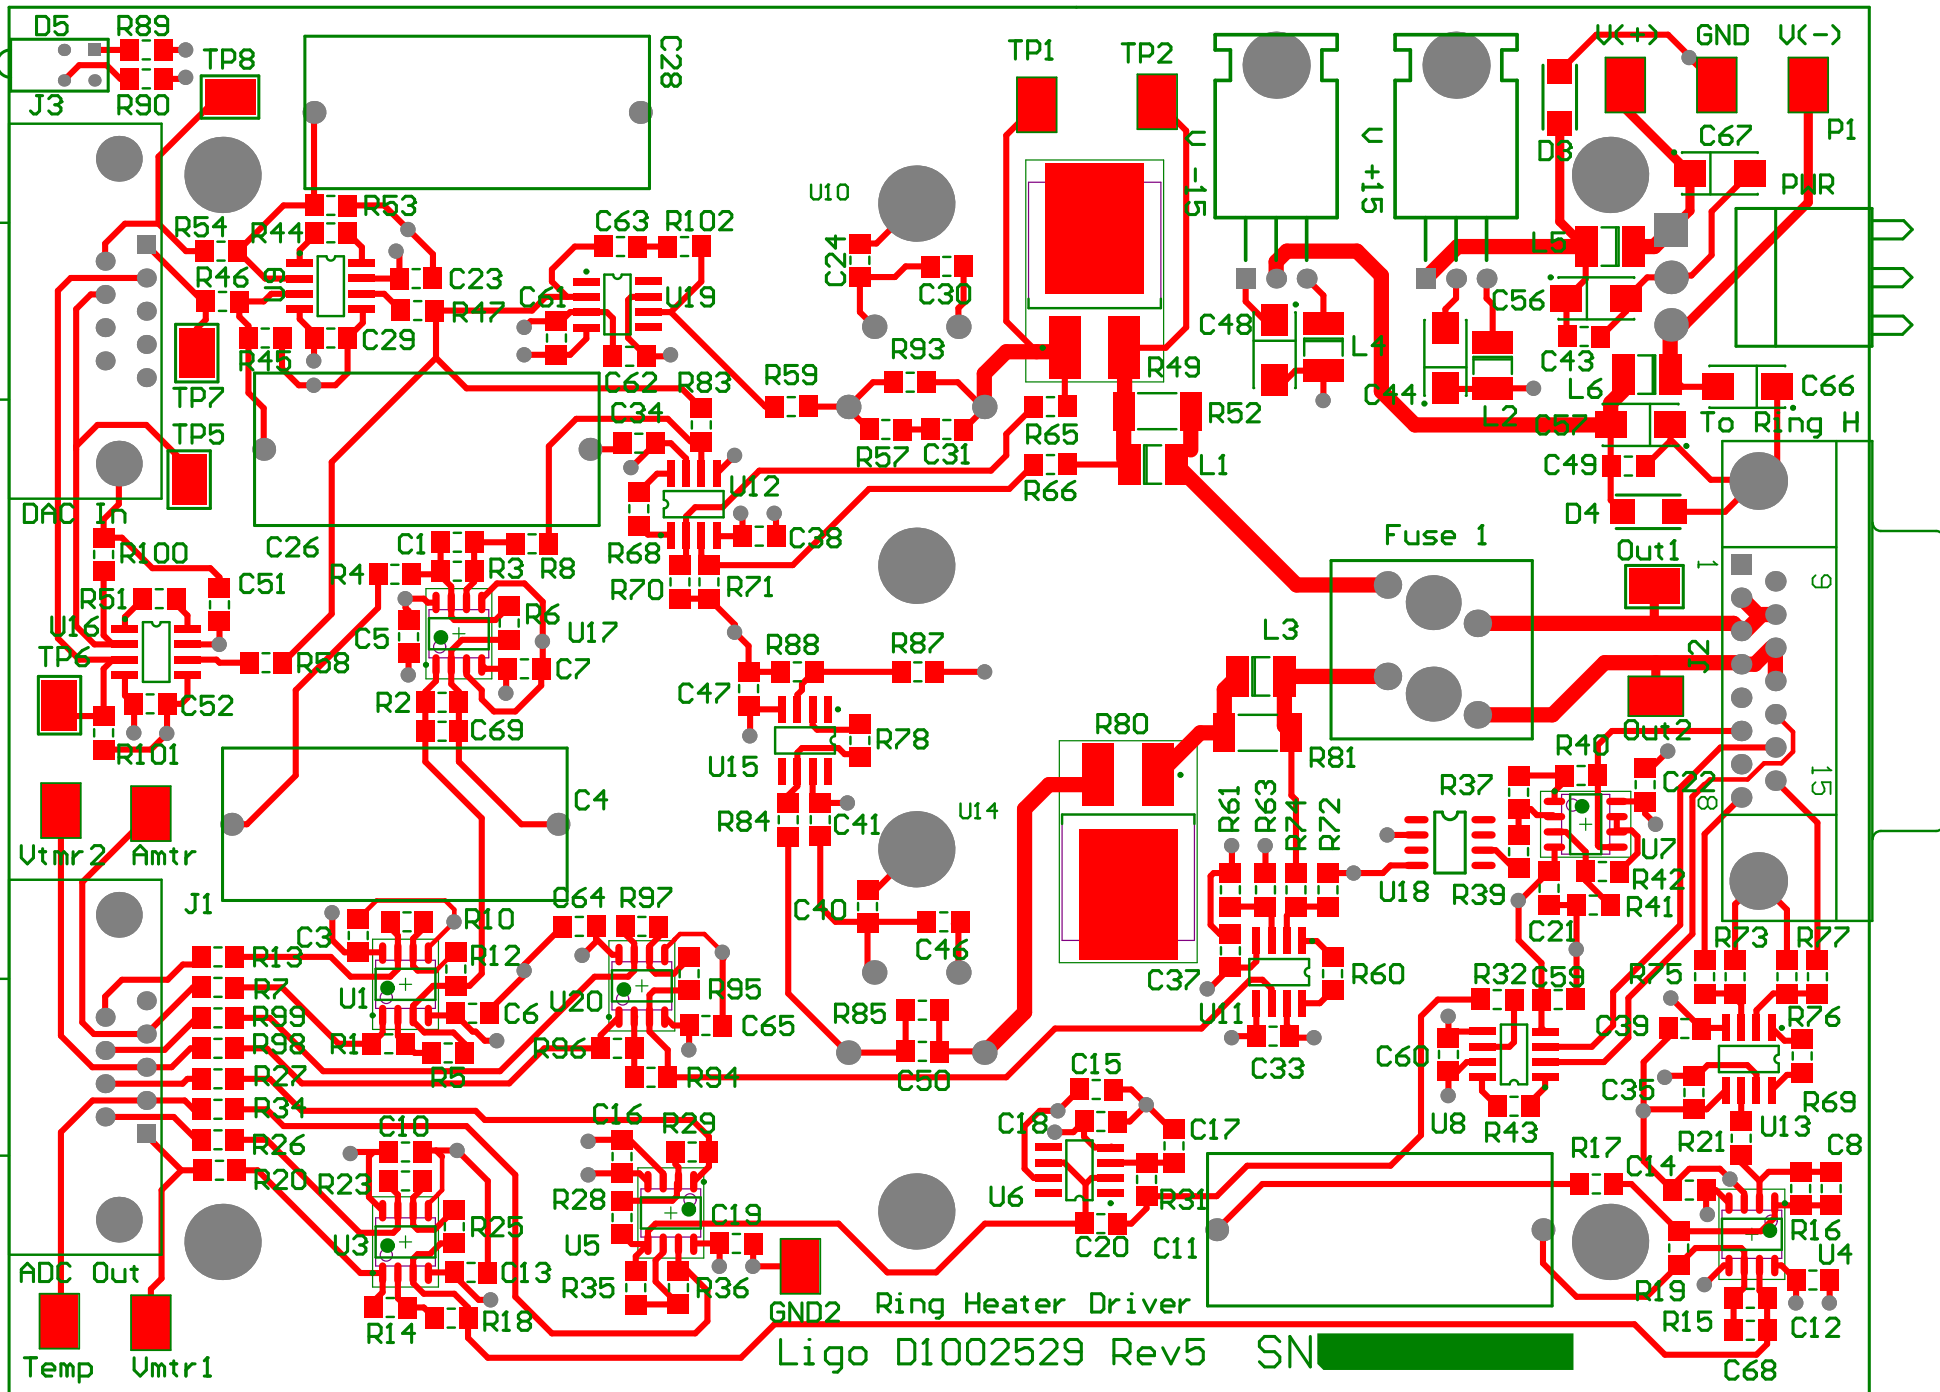 D5 R89
TP8
C28
TP1 TP2
V(+) GND V(-)
J3 R90
V -15
V +15
D3
C67
P1
PWR
R53
R54 R44
U10
C63 R102
L5
R46
U9
C23
C24
C30
C61
U19
C56
R47
C48
L4
R45
C29
C62
R93
R49
C43
TP7
R83
R59
C44
L2
L6
C66
C34
R52
C57
To Ring H
TP5
R57 C31
R65
L1
C49
U12
R66
DAC In
D4
R100
C26
C1
R3 R8
R68
C38
Fuse 1
Out1
1 9
R4
R70 R71
R51
C51
R6
U16
C5
U17
L3
J2
TP6
R58
C7
R88 R87
C47
C52
R2
R101
C69
R78
R80
Out2
U15
R81
R40
R37
C22
15
8
C4
R84
C41
U14
R61 R63 R74 R72
Vtmr2 Amtr
U7
U18
R39
R42
J1
C64 R97
C40
R41
R10
C46
C21
R73 R77
C3
R13
R12
C37
R60
R32 C59
R75
R7
U1
U20
R95
R99
C6
C65
R85
U11
C39
R76
R98
R1
R96
R5
R94
C50
C33
C60
R27
C15
C35
R69
R34
C10
C16
R29
C18
C17
U8
R43
R21
U13
R26
R17
C8
R20
R23
R28
U6
R31
C14
R25
C19
R16
U3
U5
C20
C11
U4
ADC Out
C13
R35
R36
R19
GND2
Ring Heater Driver
R14
R18
R15
C12
Temp Vmtr1
Ligo D1002529 Rev5 SN
C68